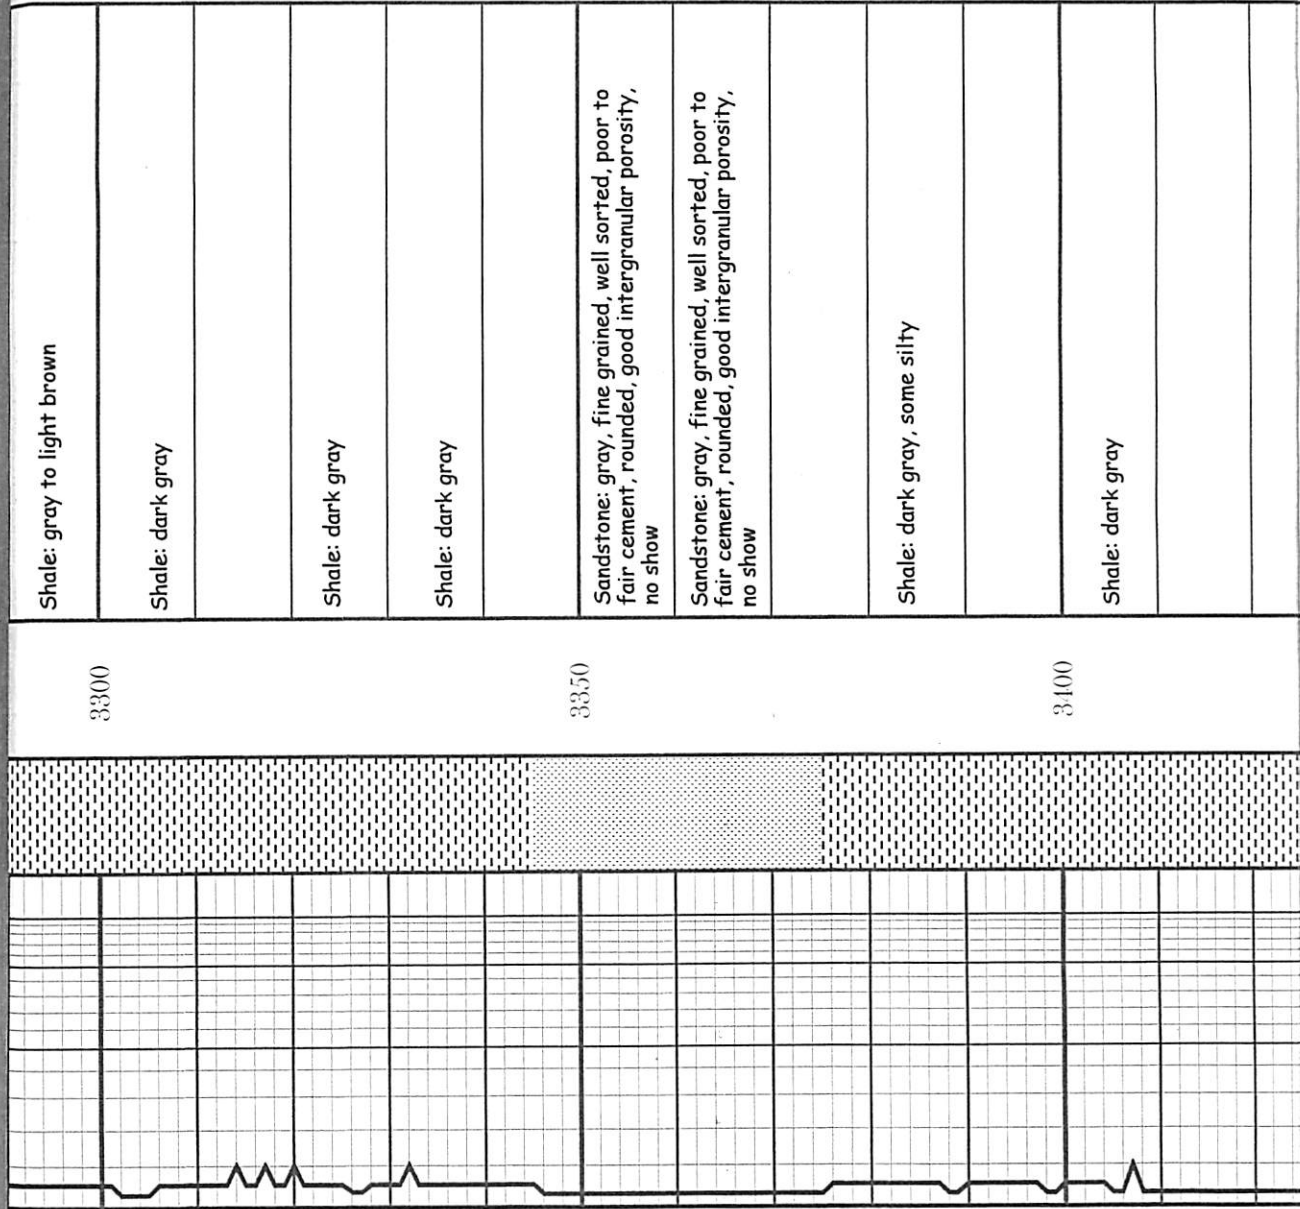 Shale: gray to light brown
Shale: dark gray
Shale: dark gray
Shale: dark gray
Sandstone: gray, fine grained, well sorted, poor to
fair cement, rounded, good intergranular porosity,
no show
Sandstone: gray, fine grained, well sorted, poor to
fair cement, rounded, good intergranular porosity,
no show
Shale: dark gray, some silty
Shale: dark gray
3300
3350
3400